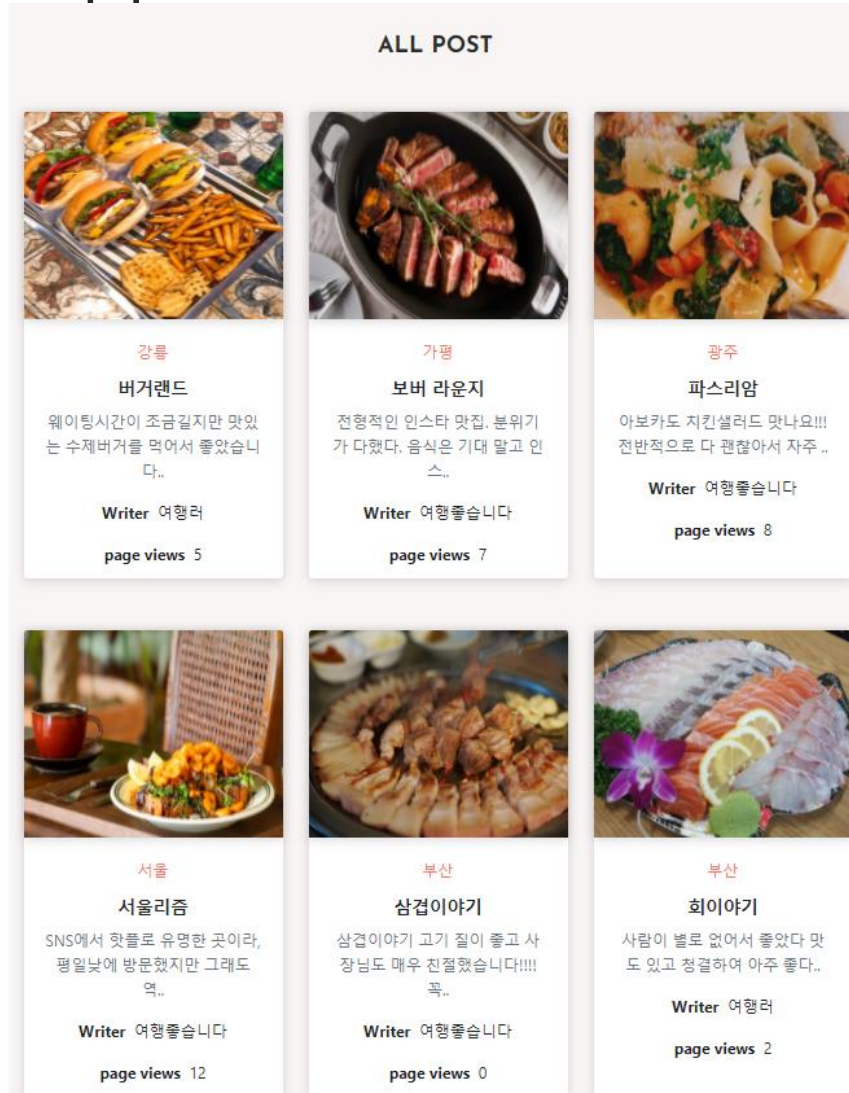 ALL POST
강릉
버거랜드
웨이팅시간이 조금길지만 맛있
는 수제버거를 먹어서 좋았습니
다..
Writer 여행러
page views 5
가평
보버 라운지
전형적인 인스타 맛집. 분위기
가 다했다. 음식은 기대 말고 인
스..
Writer 여행좋습니다
page views 7
광주
파스리암
아보카도 치킨샐러드 맛나요!!!
전반적으로 다 괜찮아서 자주 ..
Writer 여행좋습니다
page views 8
서울
서울리즘
SNS에서 핫플로 유명한 곳이라,
평일낮에 방문했지만 그래도
역..
Writer 여행좋습니다
page views 12
부산
삼겹이야기
삼겹이야기 고기 질이 좋고 사
장님도 매우 친절했습니다!!!!
꼭..
Writer 여행좋습니다
page views 0
부산
회이야기
사람이 별로 없어서 좋았다 맛
도 있고 청결하여 아주 좋다..
Writer 여행러
page views 2